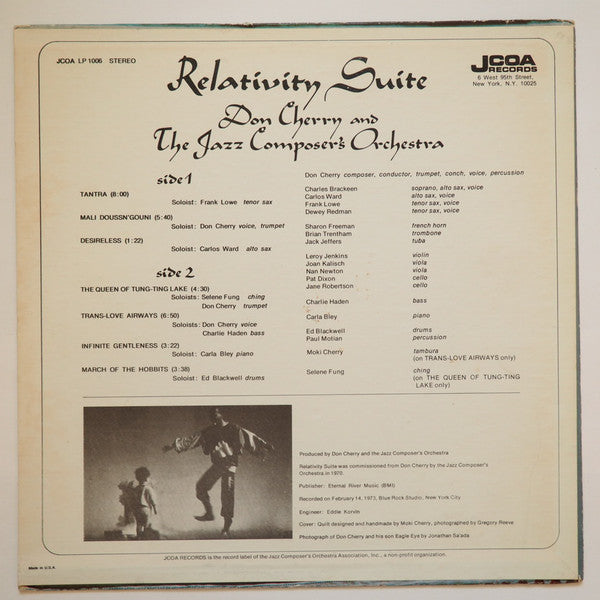 JCOA LP 1006 STEREO
JCOA
RECORDS
6 West 95th Street,
New York, N.Y. 10025
Relativity Suite
Don Cherry and
The Jazz Composer's Orchestra
side 1
TANTRA (8:00)
Soloist: Frank Lowe tenor sax
MALI DOUSSN'GOUNI (5:40)
Soloist: Don Cherry voice, trumpet
DESIRELESS (1:22)
Soloist: Carlos Ward alto sax
side 2
THE QUEEN OF TUNG-TING LAKE (4:30)
Soloists: Selene Fung ching
Don Cherry trumpet
TRANS-LOVE AIRWAYS (6:50)
Soloists: Don Cherry voice
Charlie Haden bass
INFINITE GENTLENESS (3:22)
Soloist: Carla Bley piano
MARCH OF THE HOBBITS (3:38)
Soloist: Ed Blackwell drums
Don Cherry composer, conductor, trumpet, conch, voice, percussion
Charles Brackeen soprano, alto sax, voice
Carlos Ward alto sax, voice
Frank Lowe tenor sax, voice
Dewey Redman tenor sax, voice
Sharon Freeman french horn
Brian Trentham trombone
Jack Jeffers tuba
Leroy Jenkins violin
Joan Kalisch viola
Nan Newton viola
Pat Dixon cello
Jane Robertson cello
Charlie Haden bass
Carla Bley piano
Ed Blackwell drums
Paul Motian percussion
Moki Cherry tambura
(on TRANS-LOVE AIRWAYS only)
Selene Fung ching
(on THE QUEEN OF TUNG-TING
LAKE only)
Produced by Don Cherry and the Jazz Composer's Orchestra
Relativity Suite was commissioned from Don Cherry by the Jazz Composer's
Orchestra in 1970.
Publisher: Eternal River Music (BMI)
Recorded on February 14, 1973, Blue Rock Studio, New York City
Engineer: Eddie Korvin
Cover: Quilt designed and handmade by Moki Cherry, photographed by Gregory Reeve
Photograph of Don Cherry and his son Eagle Eye by Jonathan Sa'ada
JCOA RECORDS is the record label of the Jazz Composer's Orchestra Association, Inc., a non-profit organization.
Made in U.S.A.